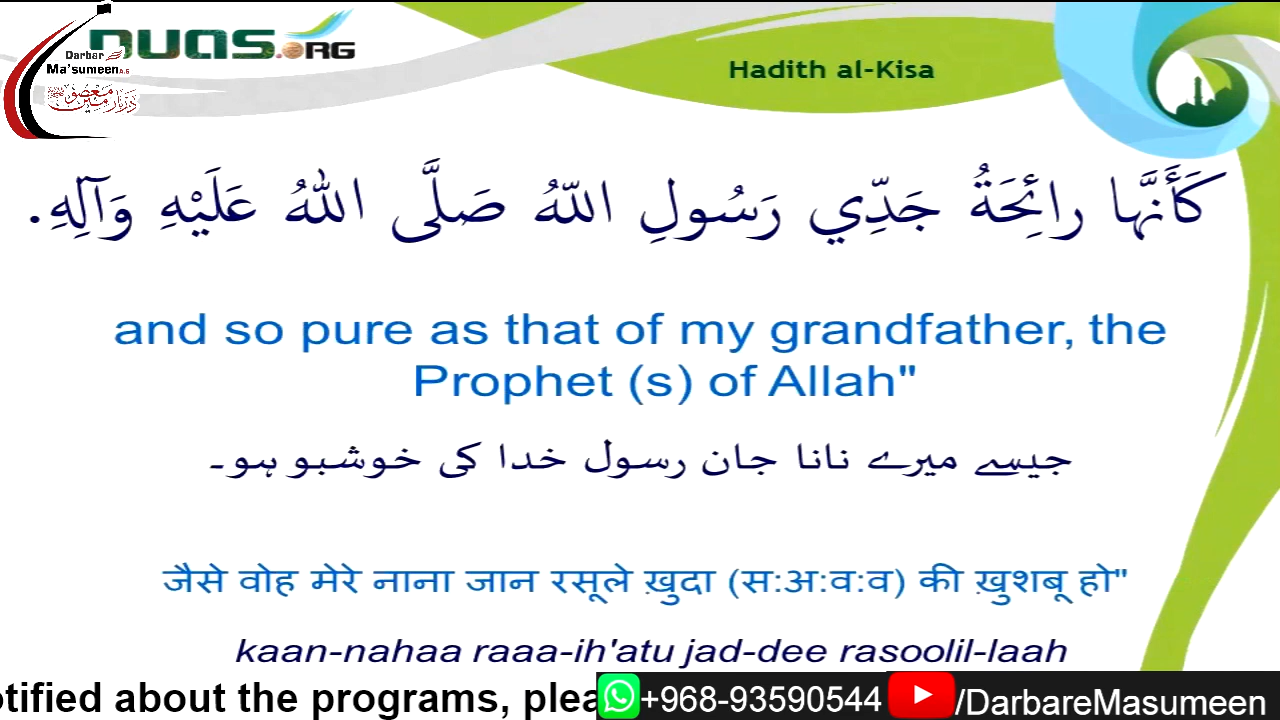 DUAS.ORG
Darbar
Ma'sumeen A.S
Hadith al-Kisa
كَأَنَّها رائِحَةُ جَدِّي رَسُولِ اللّهُ صَلَّى اللهُ عَلَيْهِ وَآلِهِ.
and so pure as that of my grandfather, the
Prophet (s) of Allah"
جیسے میرے نانا جان رسول خدا کی خوشبو ہو۔
जैसे वोह मेरे नाना जान रसूले ख़ुदा (स:अ:व:व) की ख़ुशबू हो"
kaan-nahaa raaa-ih'atu jad-dee rasoolil-laah
otified about the programs, plea
+968-93590544
/DarbareMasumeen